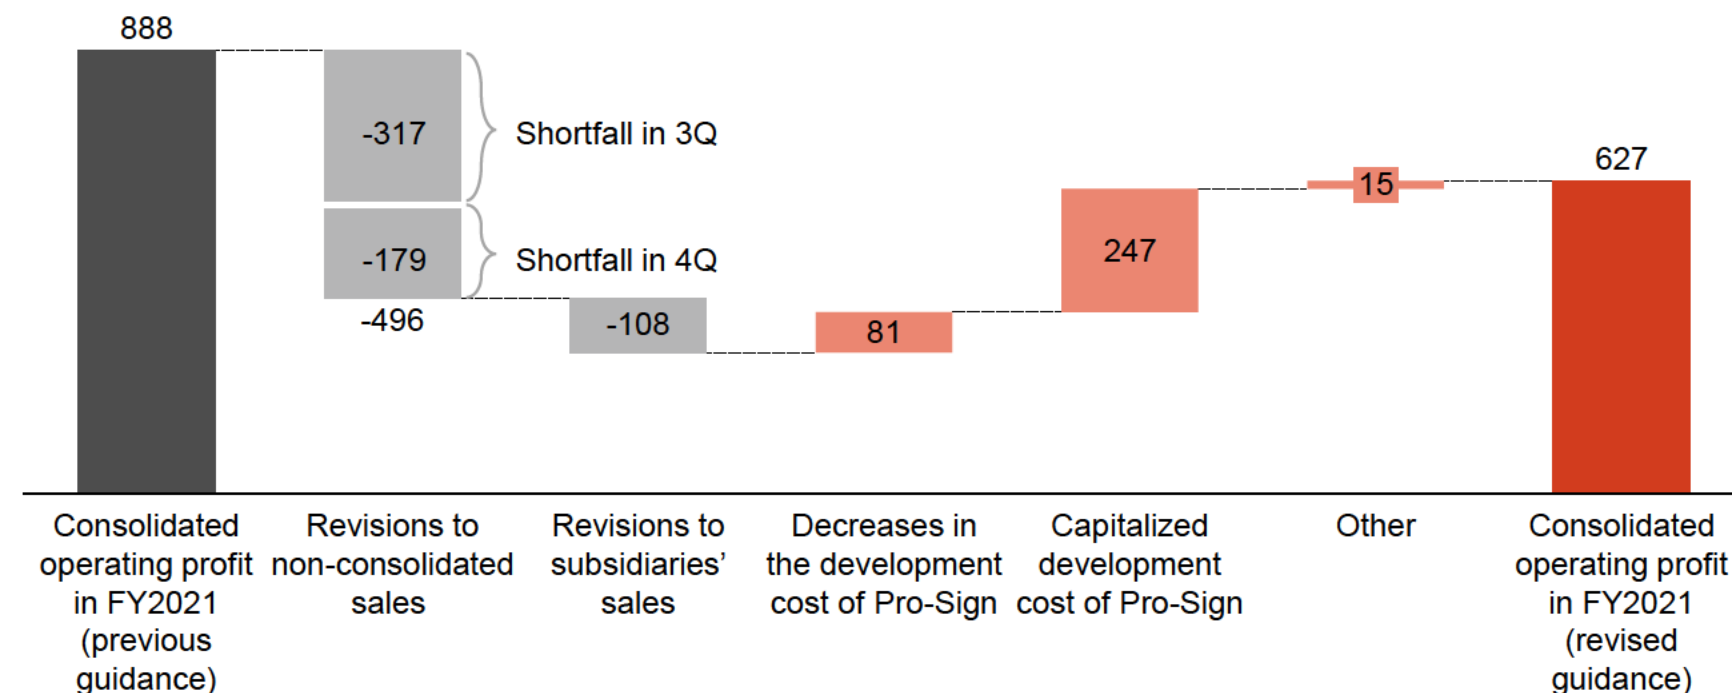 888
-317
Shortfall in 3Q
-179
Shortfall in 4Q
-496
-108
81
247
15
627
Consolidated
operating profit
in FY2021
(previous
guidance)
Revisions to
non-consolidated
sales
Revisions to
subsidiaries’
sales
Decreases in
the development
cost of Pro-Sign
Capitalized
development
cost of Pro-Sign
Other
Consolidated
operating profit
in FY2021
(revised
guidance)